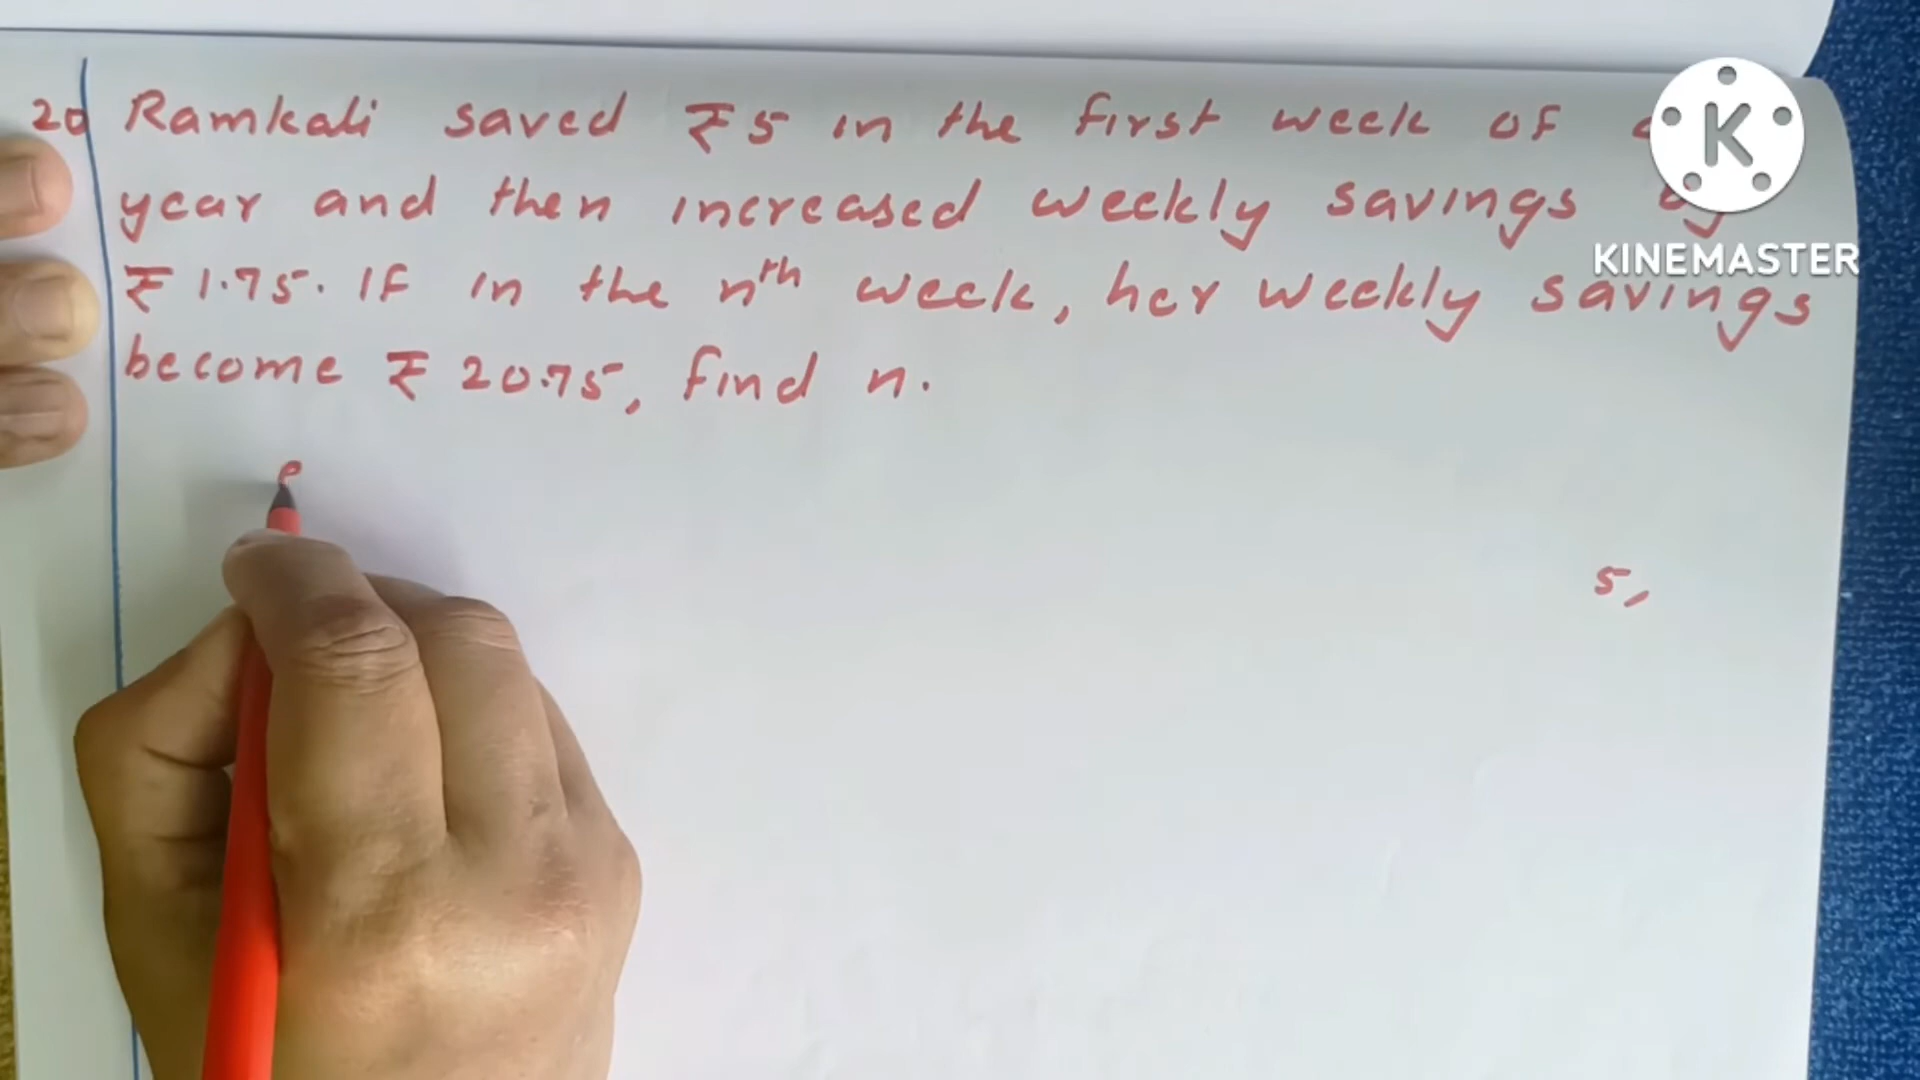 20 Ramkali saved ₹5 in the first week of
year and then increased weekly savings by
₹ 1.75. If in the nth week, her weekly savings
become ₹ 20.75, find n.
5,
K
KINEMASTER